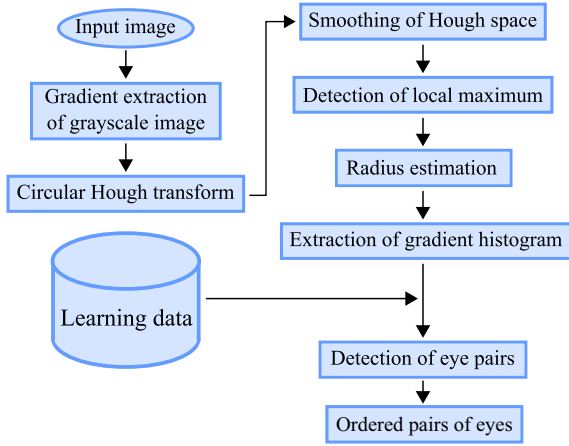 Input image
Gradient extraction
of grayscale image
Circular Hough transform
Smoothing of Hough space
Detection of local maximum
Radius estimation
Extraction of gradient histogram
Learning data
Detection of eye pairs
Ordered pairs of eyes